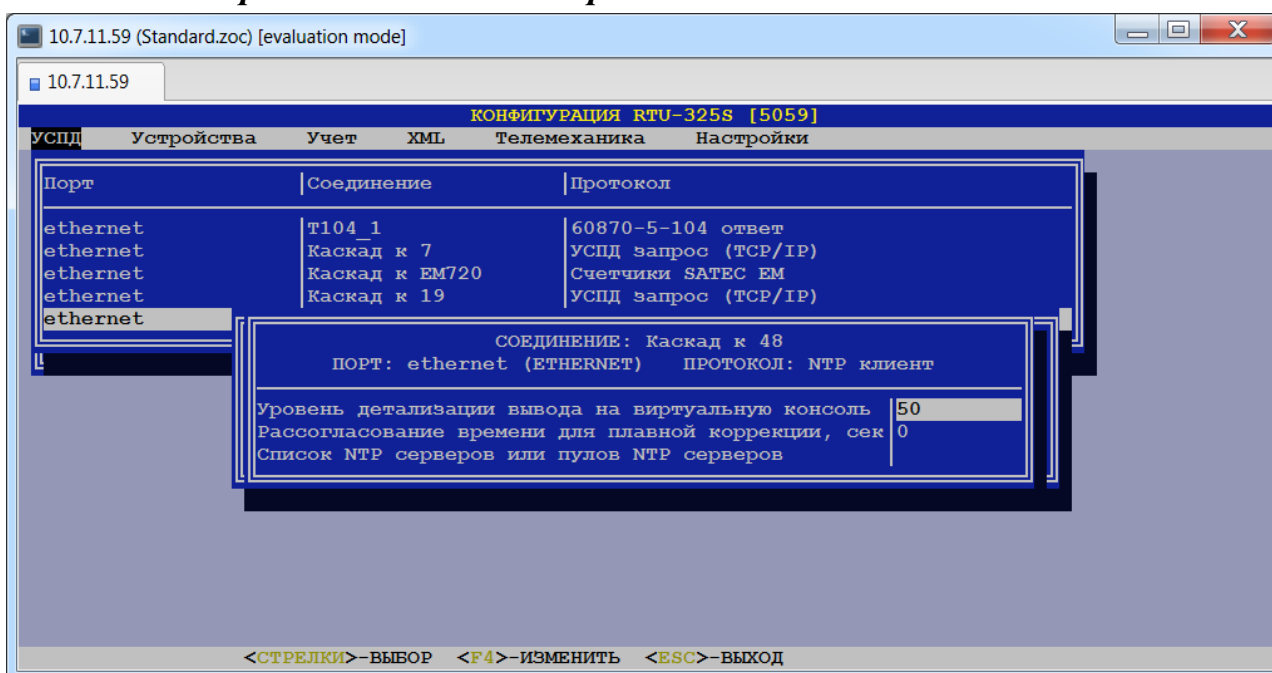 10.7.11.59 (Standard.zoc) [evaluation mode]
10.7.11.59
КОНФИГУРАЦИЯ RTU-325S [5059]
УСПД Устройства Учет XML Телемеханика Настройки
Порт Соединение Протокол
ethernet T104_1 60870-5-104 ответ
ethernet Каскад к 7 УСПД запрос (TCP/IP)
ethernet Каскад к EM720 Счетчики SATEC EM
ethernet Каскад к 19 УСПД запрос (TCP/IP)
ethernet
СОЕДИНЕНИЕ: Каскад к 48
ПОРТ: ethernet (ETHERNET) ПРОТОКОЛ: NTP клиент
Уровень детализации вывода на виртуальную консоль 50
Рассогласование времени для плавной коррекции, сек 0
Список NTP серверов или пулов NTP серверов
<СТРЕЛКИ>-ВЫБОР <F4>-ИЗМЕНИТЬ <ESC>-ВЫХОД